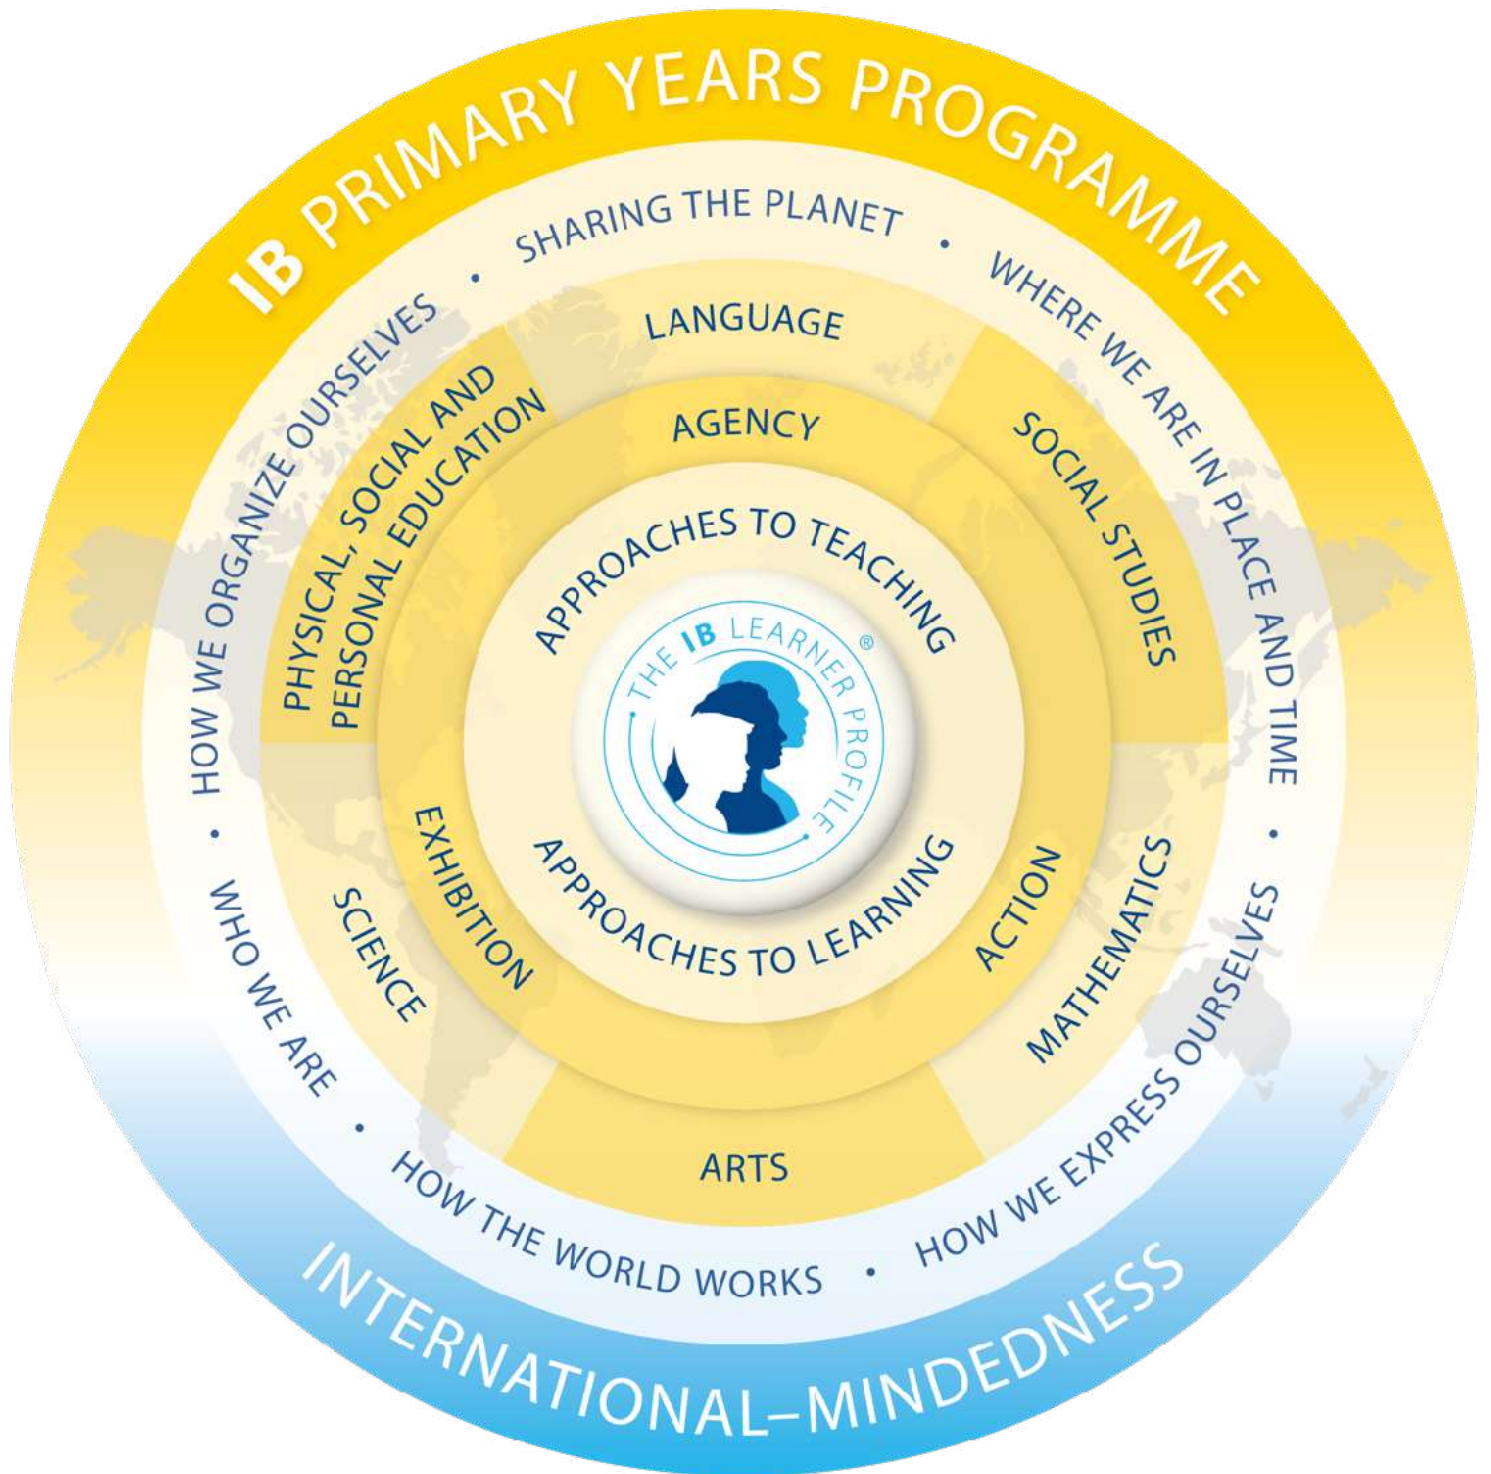 IB PRIMARY YEARS PROGRAMME
SHARING THE PLANET
•
WHERE WE ARE IN PLACE AND TIME
•
HOW WE EXPRESS OURSELVES
•
HOW THE WORLD WORKS
•
WHO WE ARE
•
HOW WE ORGANIZE OURSELVES
•
LANGUAGE
SOCIAL STUDIES
MATHEMATICS
ARTS
SCIENCE
PHYSICAL, SOCIAL AND
PERSONAL EDUCATION
AGENCY
ACTION
EXHIBITION
APPROACHES TO TEACHING
APPROACHES TO LEARNING
THE IB LEARNER PROFILE ®
INTERNATIONAL–MINDEDNESS